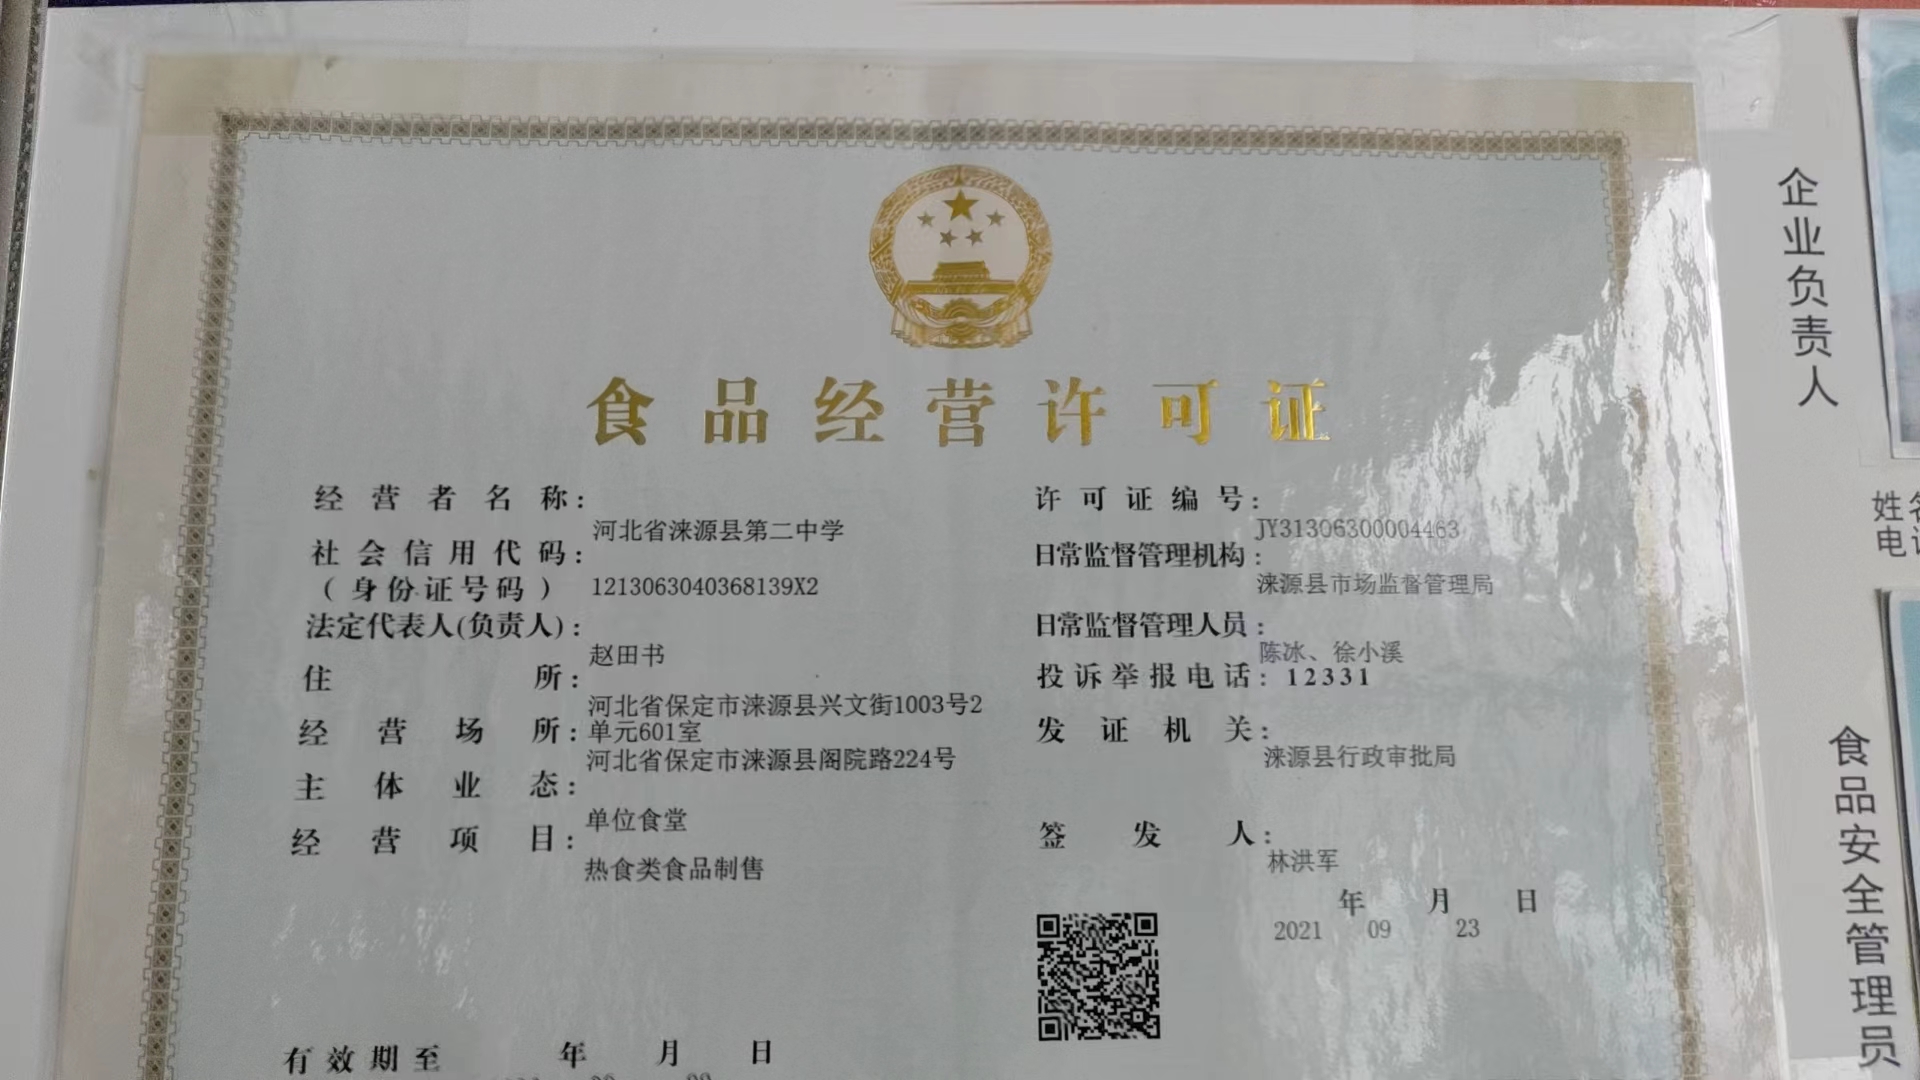 食品经营许可证
经营者名称：
河北省涞源县第二中学
社会信用代码：
（身份证号码）
1213063040368139X2
法定代表人(负责人)：
赵田书
住所：
河北省保定市涞源县兴文街1003号2
单元601室
经营场所：
河北省保定市涞源县阁院路224号
主体业态：
单位食堂
经营项目：
热食类食品制售
许可证编号：
JY31306300004463
日常监督管理机构：
涞源县市场监督管理局
日常监督管理人员：
陈冰、徐小溪
投诉举报电话：12331
发证机关：
涞源县行政审批局
签发人：
林洪军
年 月 日
2021 09 23
有效期至 年 月 日
企业负责人
姓名
电话
食品安全管理员